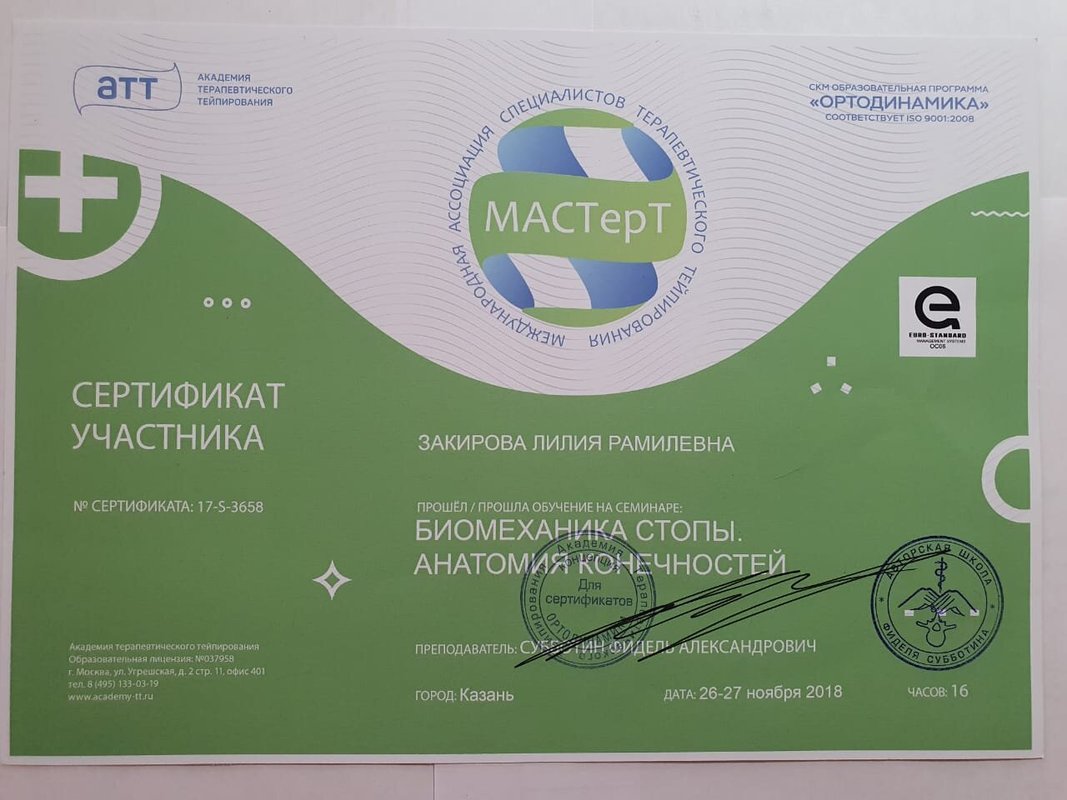 атт
АКАДЕМИЯ
ТЕРАПЕВТИЧЕСКОГО
ТЕЙПИРОВАНИЯ
МЕЖДУНАРОДНАЯ АССОЦИАЦИЯ СПЕЦИАЛИСТОВ ТЕРАПЕВТИЧЕСКОГО ТЕЙПИРОВАНИЯ
МАСТерТ
СКМ ОБРАЗОВАТЕЛЬНАЯ ПРОГРАММА
«ОРТОДИНАМИКА»
СООТВЕТСТВУЕТ ISO 9001:2008
EURO-STANDARD
MANAGEMENT SYSTEMS
ОС05
СЕРТИФИКАТ
УЧАСТНИКА
№ СЕРТИФИКАТА: 17-S-3658
ЗАКИРОВА ЛИЛИЯ РАМИЛЕВНА
ПРОШЁЛ / ПРОШЛА ОБУЧЕНИЕ НА СЕМИНАРЕ:
БИОМЕХАНИКА СТОПЫ.
АНАТОМИЯ КОНЕЧНОСТЕЙ
Академия
Для
сертификатов
АВТОРСКАЯ ШКОЛА
ФИДЕЛЯ СУББОТИНА
ПРЕПОДАВАТЕЛЬ: СУББОТИН ФИДЕЛЬ АЛЕКСАНДРОВИЧ
ГОРОД: Казань
ДАТА: 26-27 ноября 2018
ЧАСОВ: 16
Академия терапевтического тейпирования
Образовательная лицензия: №037958
г. Москва, ул. Угрешская, д. 2 стр. 11, офис 401
тел. 8 (495) 133-03-19
www.academy-tt.ru